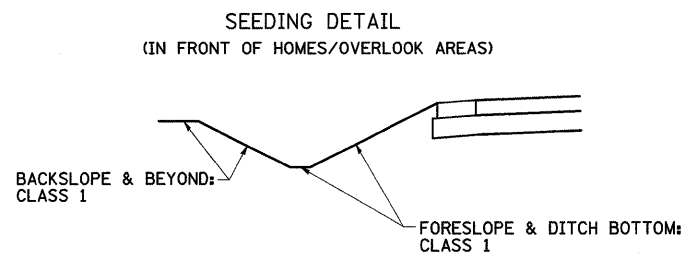 SEEDING DETAIL
(IN FRONT OF HOMES/OVERLOOK AREAS)
BACKSLOPE & BEYOND:
CLASS 1
FORESLOPE & DITCH BOTTOM:
CLASS 1